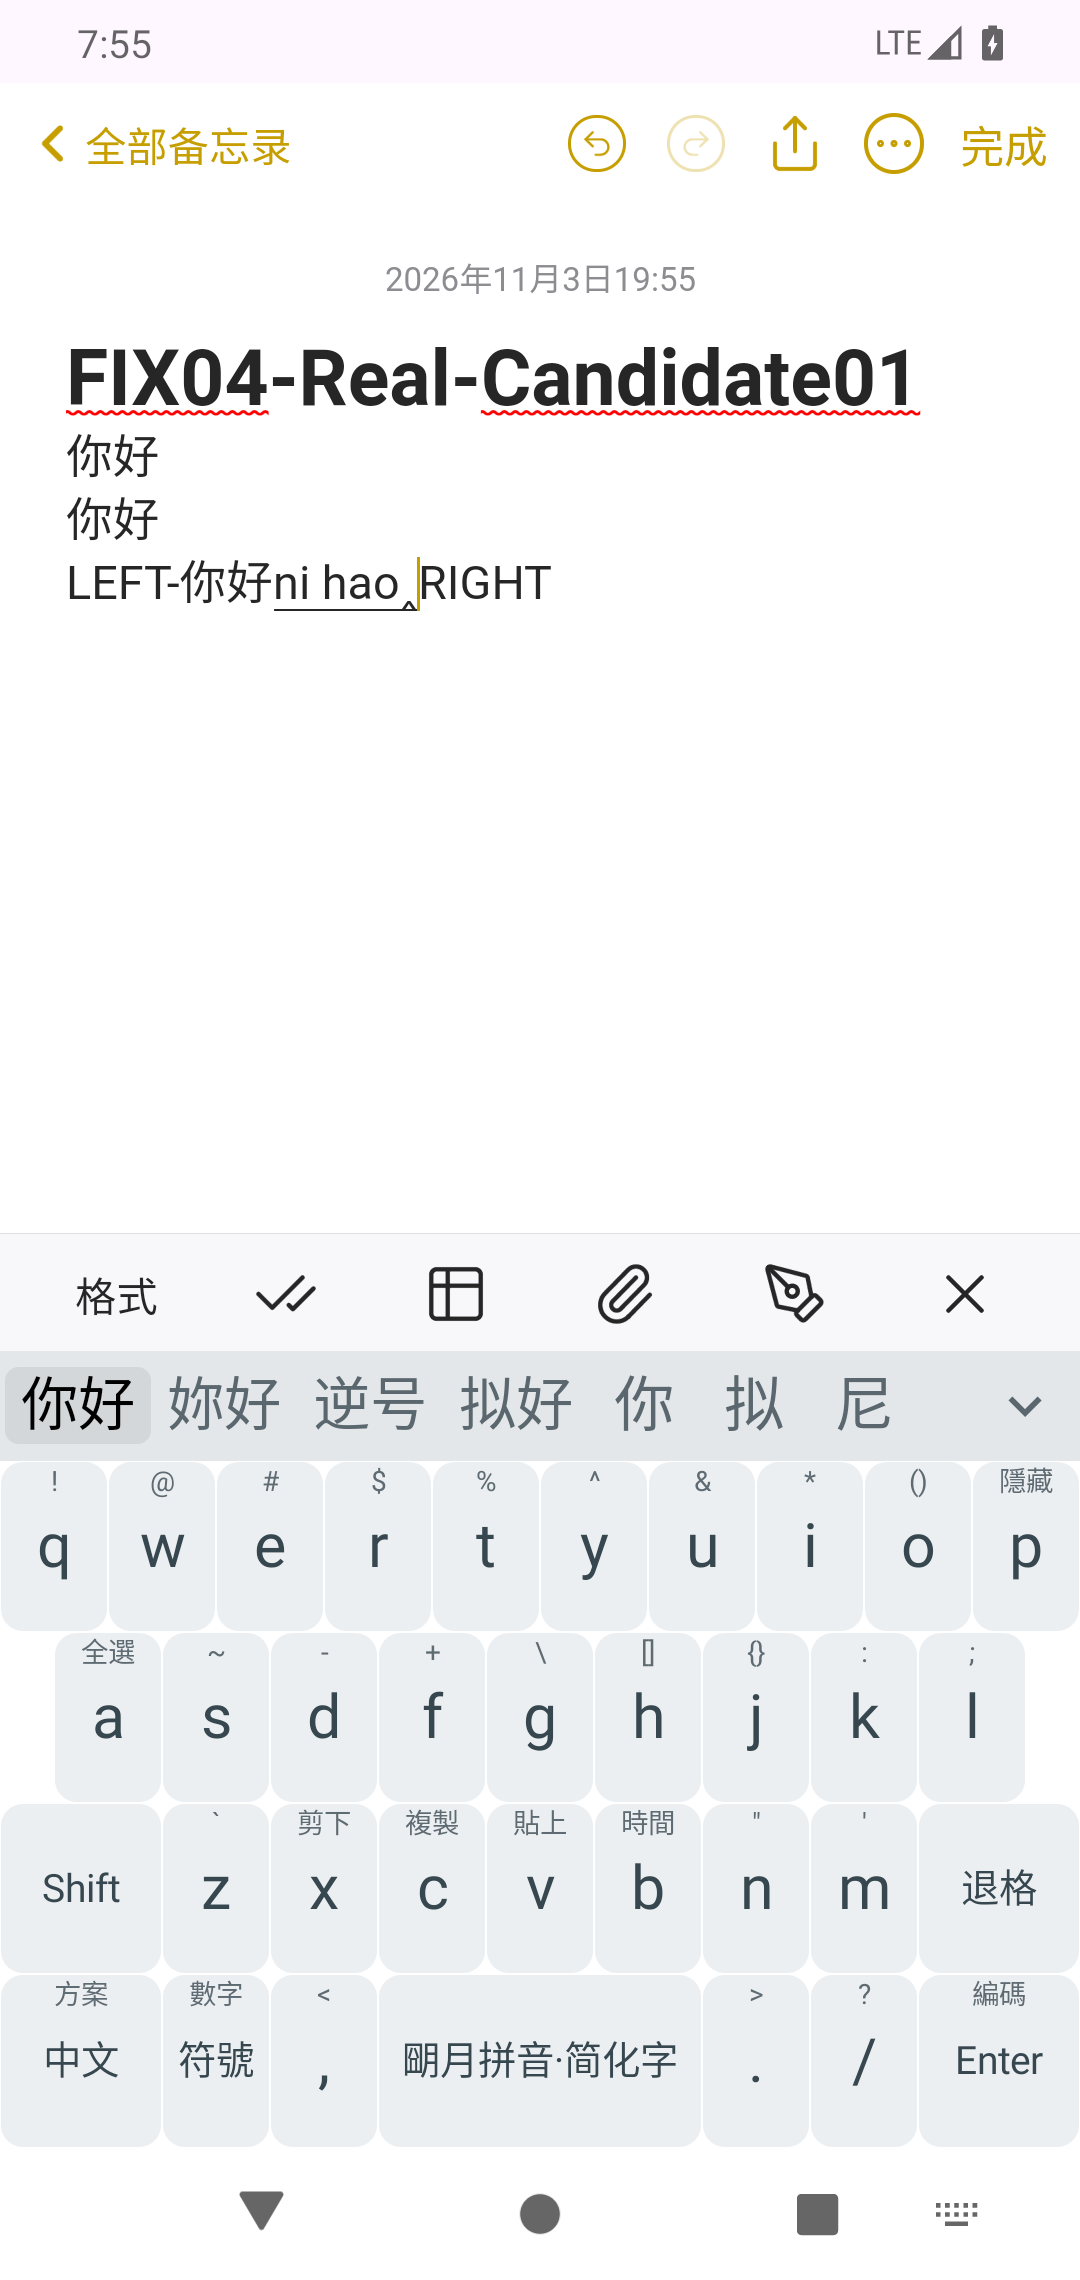 7:55 LTE
全部备忘录 完成
2026年11月3日19:55
FIX04-Real-Candidate01
你好
你好
LEFT-你好ni hao ‸RIGHT
格式
你好 妳好 逆号 拟好 你 拟 尼
! @ # $ % ^ & * () 隱藏
q w e r t y u i o p
全選 ~ - + \ [] {} : ;
a s d f g h j k l
` 剪下 複製 貼上 時間 " '
Shift z x c v b n m 退格
方案 數字 < > ? 編碼
中文 符號 , 朙月拼音·简化字 . / Enter